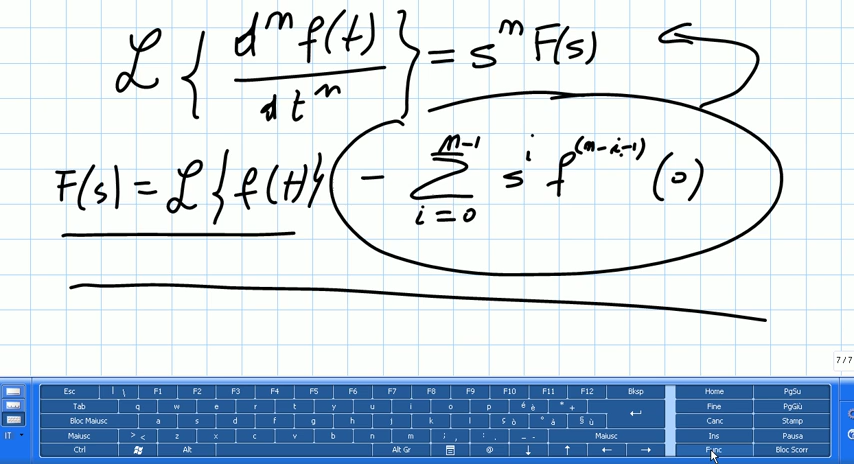 ℒ { dⁿ f(t) / dtⁿ } = sⁿ F(s)
F(s) = ℒ { f(t) } − ∑_{i=0}^{n-1} sⁱ f^{(n-i-1)} (0)
7/7
Esc | \ F1 F2 F3 F4 F5 F6 F7 F8 F9 F10 F11 F12 Bksp Home PgSu
Tab q w e r t y u i o p é è * + Fine PgGiù
Bloc Maiusc a s d f g h j k l ç ò ° à § ù Canc Stamp
Maiusc > < z x c v b n m ; , : . _ - Maiusc Ins Pausa
IT
Ctrl Alt Alt Gr @ ↓ ↑ ← → Func Bloc Scorr